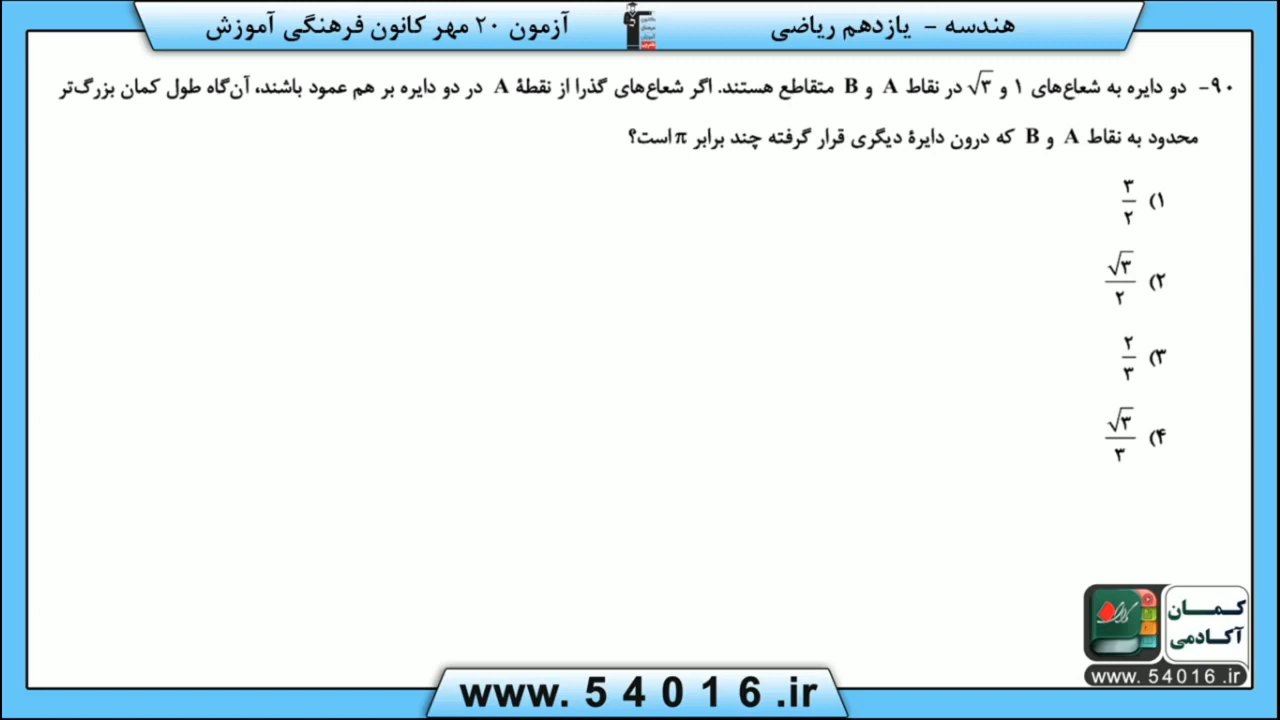 هندسه - یازدهم ریاضی
آزمون ۲۰ مهر کانون فرهنگی آموزش
۹۰- دو دایره به شعاع‌های ۱ و √۳ در نقاط A و B متقاطع هستند. اگر شعاع‌های گذرا از نقطهٔ A در دو دایره بر هم عمود باشند، آن‌گاه طول کمان بزرگ‌تر
محدود به نقاط A و B که درون دایرهٔ دیگری قرار گرفته چند برابر π است؟
۱) ۳/۲
۲) √۳/۲
۳) ۲/۳
۴) √۳/۳
کمان
آکادمی
www. 54016 .ir
www. 5 4 0 1 6 .ir